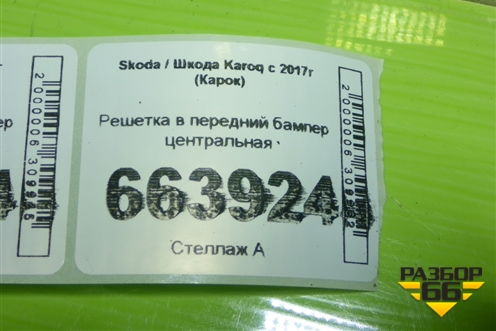 Skoda / Шкода Karoq с 2017г
(Карок)
Решетка в передний бампер
центральная
663924
Стеллаж А
РАЗБОР
66